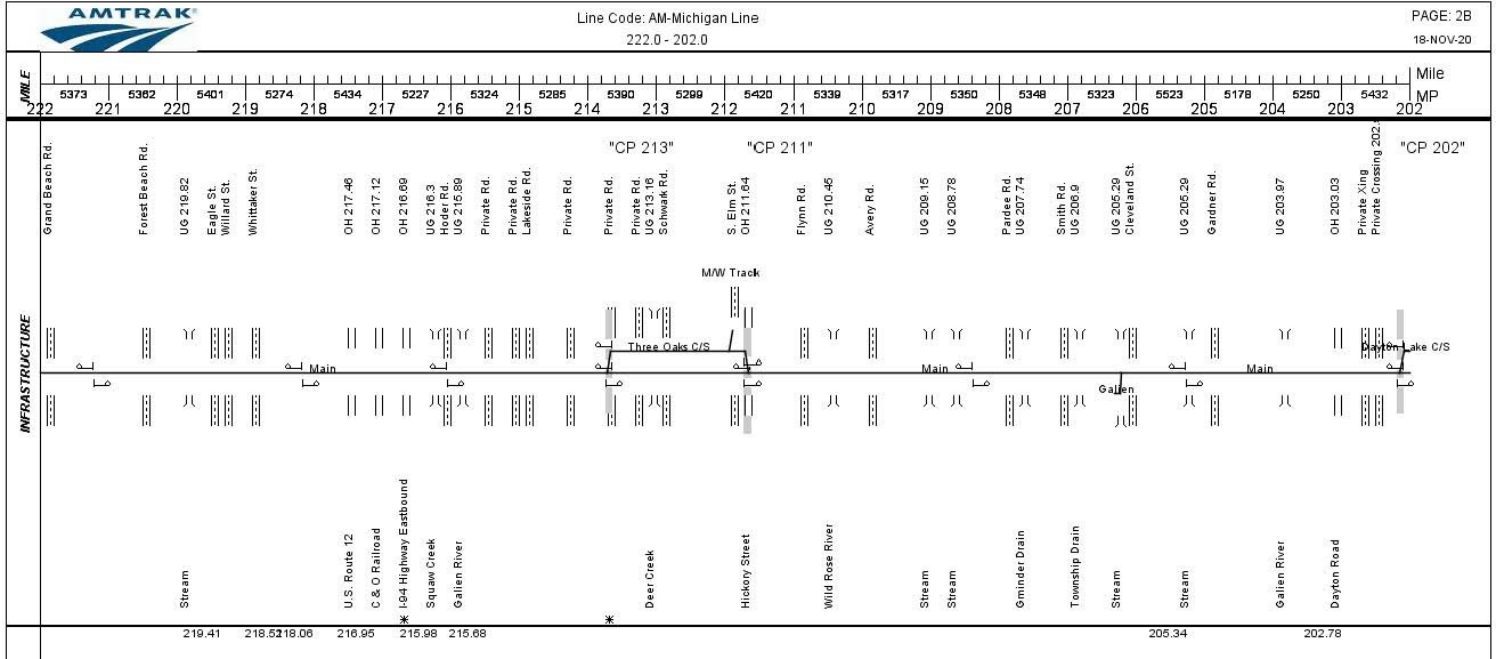 AMTRAK
Line Code: AM-Michigan Line
222.0 - 202.0
PAGE: 2B
18-NOV-20
MILE
5373 5362 5401 5274 5434 5227 5324 5285 5390 5299 5420 5339 5317 5350 5348 5323 5523 5178 5250 5432
Mile
MP
222 221 220 219 218 217 216 215 214 213 212 211 210 209 208 207 206 205 204 203 202
"CP 213"
"CP 211"
"CP 202"
Grand Beach Rd.
Forest Beach Rd.
UG 219.82
Eagle St.
Willard St.
Whittaker St.
OH 217.46
OH 217.12
OH 216.69
UG 216.3
Hoder Rd.
UG 215.89
Private Rd.
Private Rd.
Lakeside Rd.
Private Rd.
Private Rd.
Private Rd.
UG 213.16
Schwark Rd.
S. Elm St.
OH 211.64
Flynn Rd.
UG 210.45
Avery Rd.
UG 209.15
UG 208.78
Pardee Rd.
UG 207.74
Smith Rd.
UG 206.9
UG 205.29
Cleveland St.
UG 205.29
Gardner Rd.
UG 203.97
OH 203.03
Private Xing
Private Crossing 202.
M/W Track
INFRASTRUCTURE
Three Oaks C/S
Dayton Lake C/S
Main
Main
Main
Galien
Stream
U.S. Route 12
C & O Railroad
I-94 Highway Eastbound
Squaw Creek
Galien River
Deer Creek
Hickory Street
Wild Rose River
Stream
Stream
Gminder Drain
Township Drain
Stream
Stream
Galien River
Dayton Road
* *
219.41 218.52 218.06 216.95 215.98 215.68 205.34 202.78